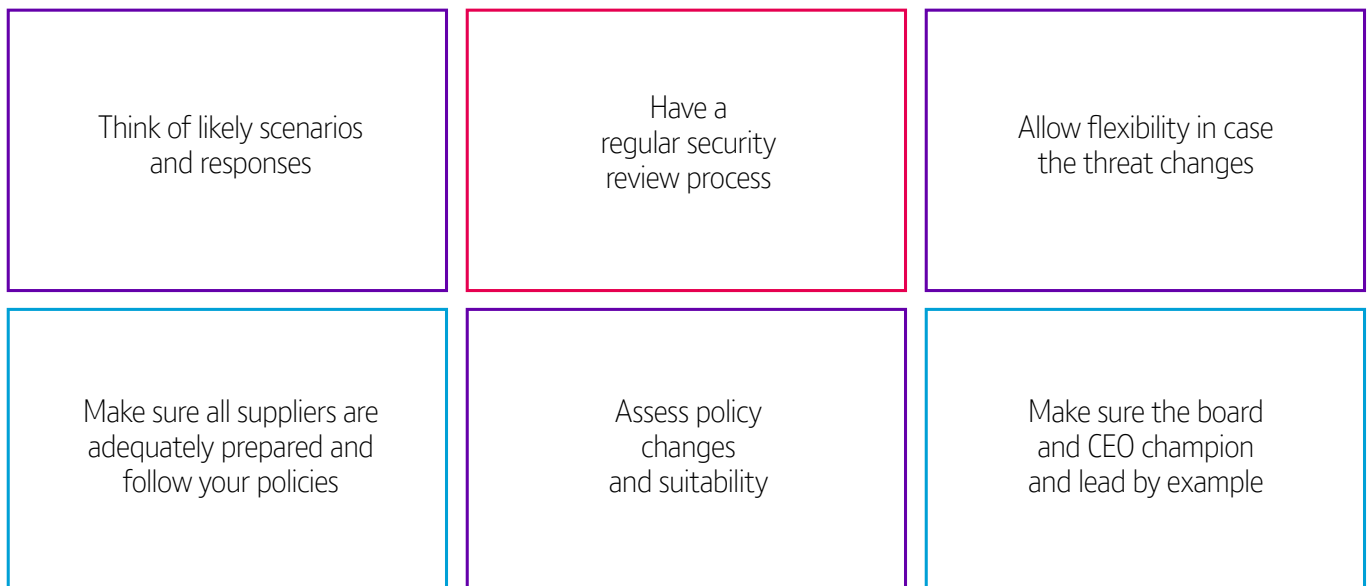 Think of likely scenarios
and responses
Have a
regular security
review process
Allow flexibility in case
the threat changes
Make sure all suppliers are
adequately prepared and
follow your policies
Assess policy
changes
and suitability
Make sure the board
and CEO champion
and lead by example